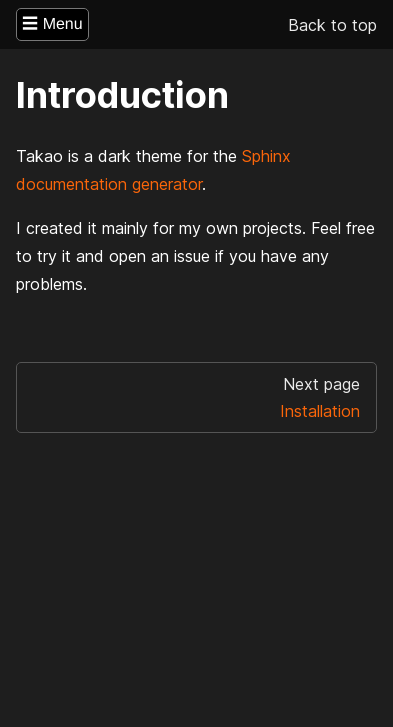 ☰ Menu
Back to top
Introduction
Takao is a dark theme for the Sphinx
documentation generator.
I created it mainly for my own projects. Feel free
to try it and open an issue if you have any
problems.
Next page
Installation